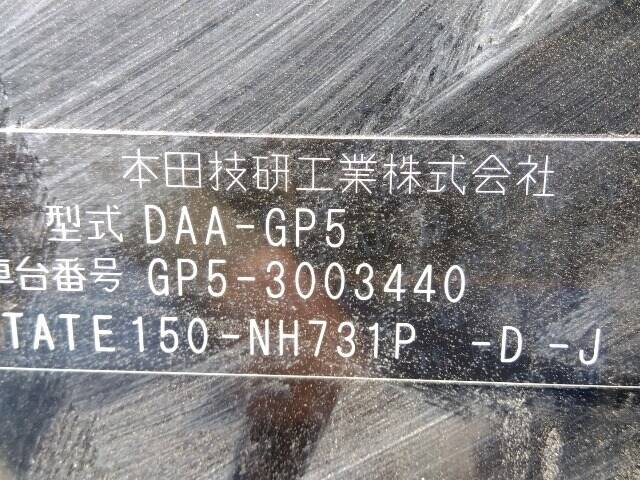 本田技研工業株式会社
型式 DAA-GP5
車台番号 GP5-3003440
TATE150-NH731P -D-J